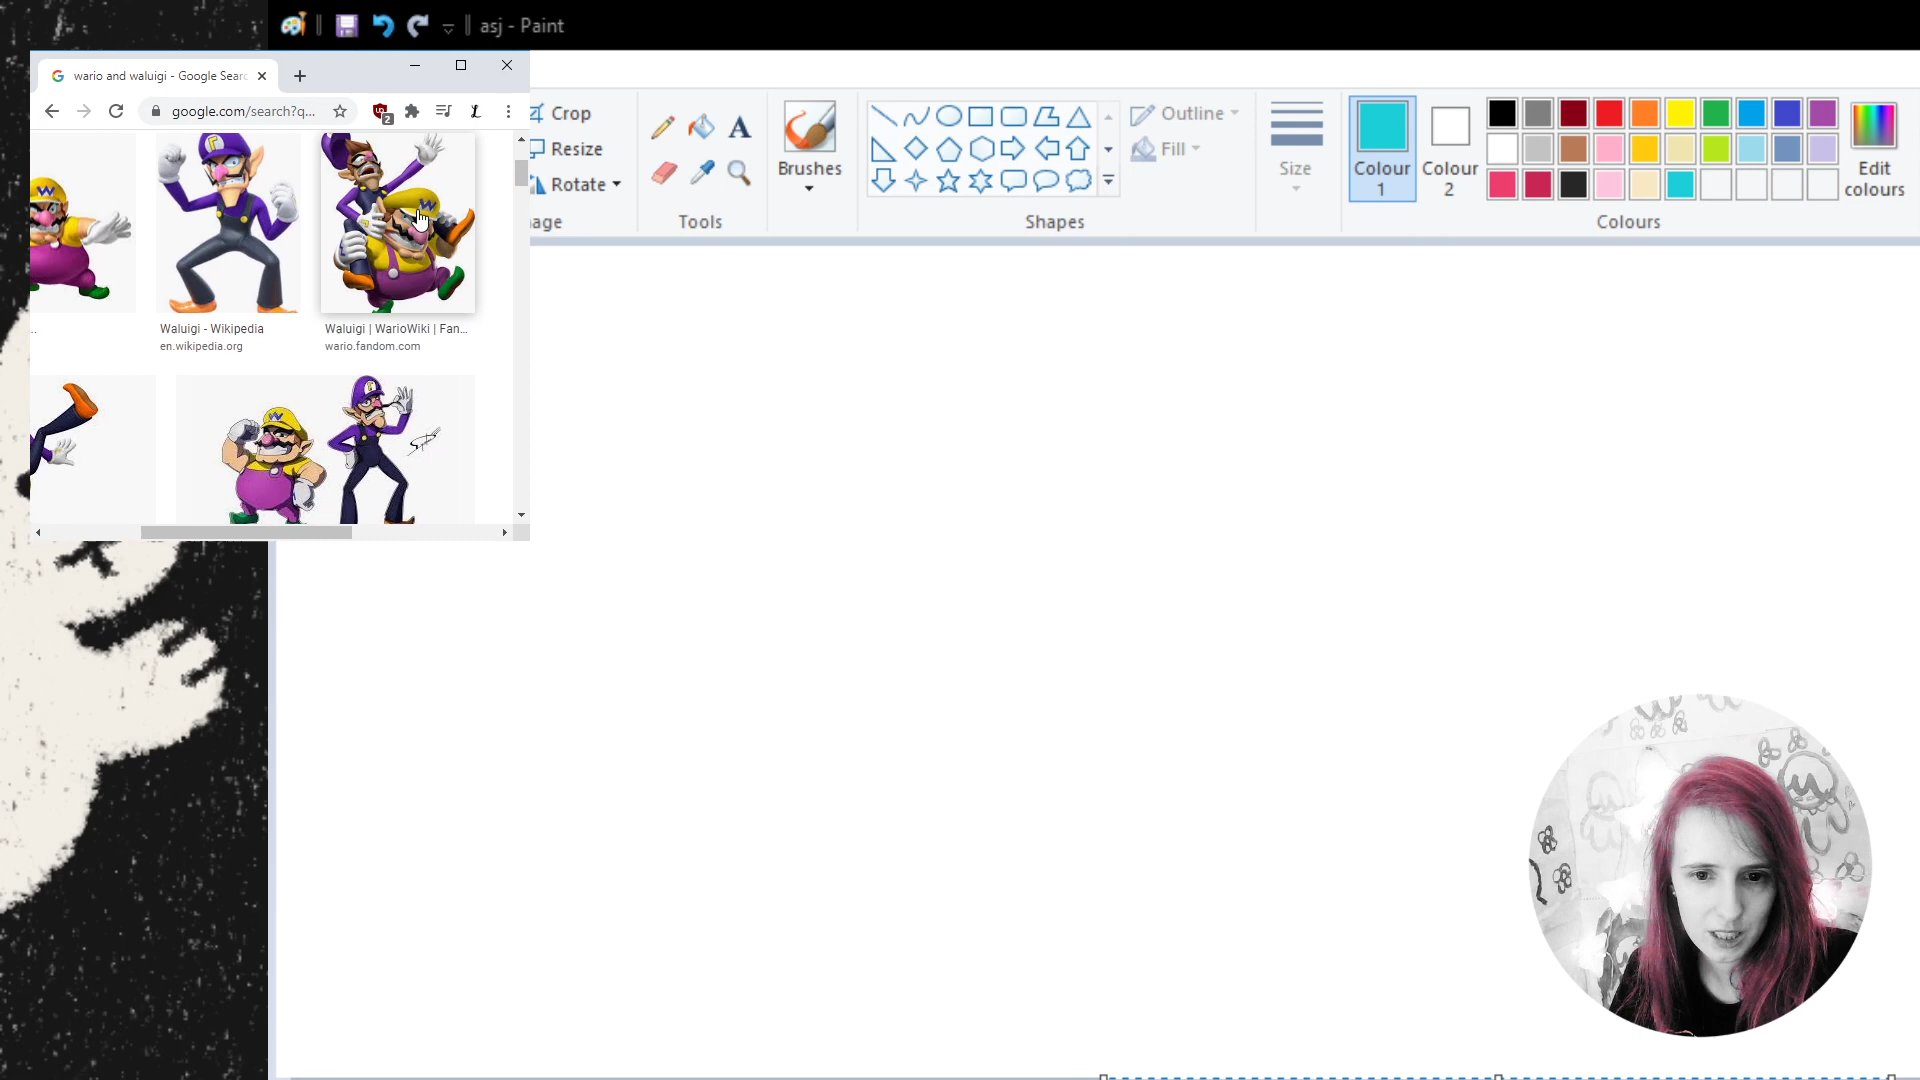 asj - Paint
wario and waluigi - Google Searc
google.com/search?q...
2
Waluigi - Wikipedia
en.wikipedia.org
Waluigi | WarioWiki | Fan...
wario.fandom.com
...
Crop
Resize
Rotate
age
A
Tools
Brushes
Shapes
Outline
Fill
Size
Colour
1
Colour
2
Edit
colours
Colours